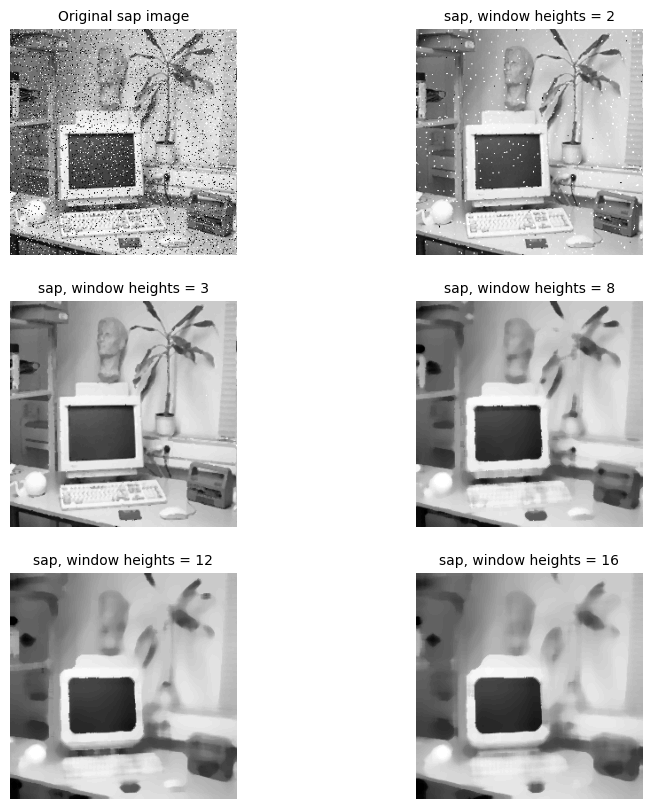 Original sap image
sap, window heights = 2
sap, window heights = 3
sap, window heights = 8
sap, window heights = 12
sap, window heights = 16